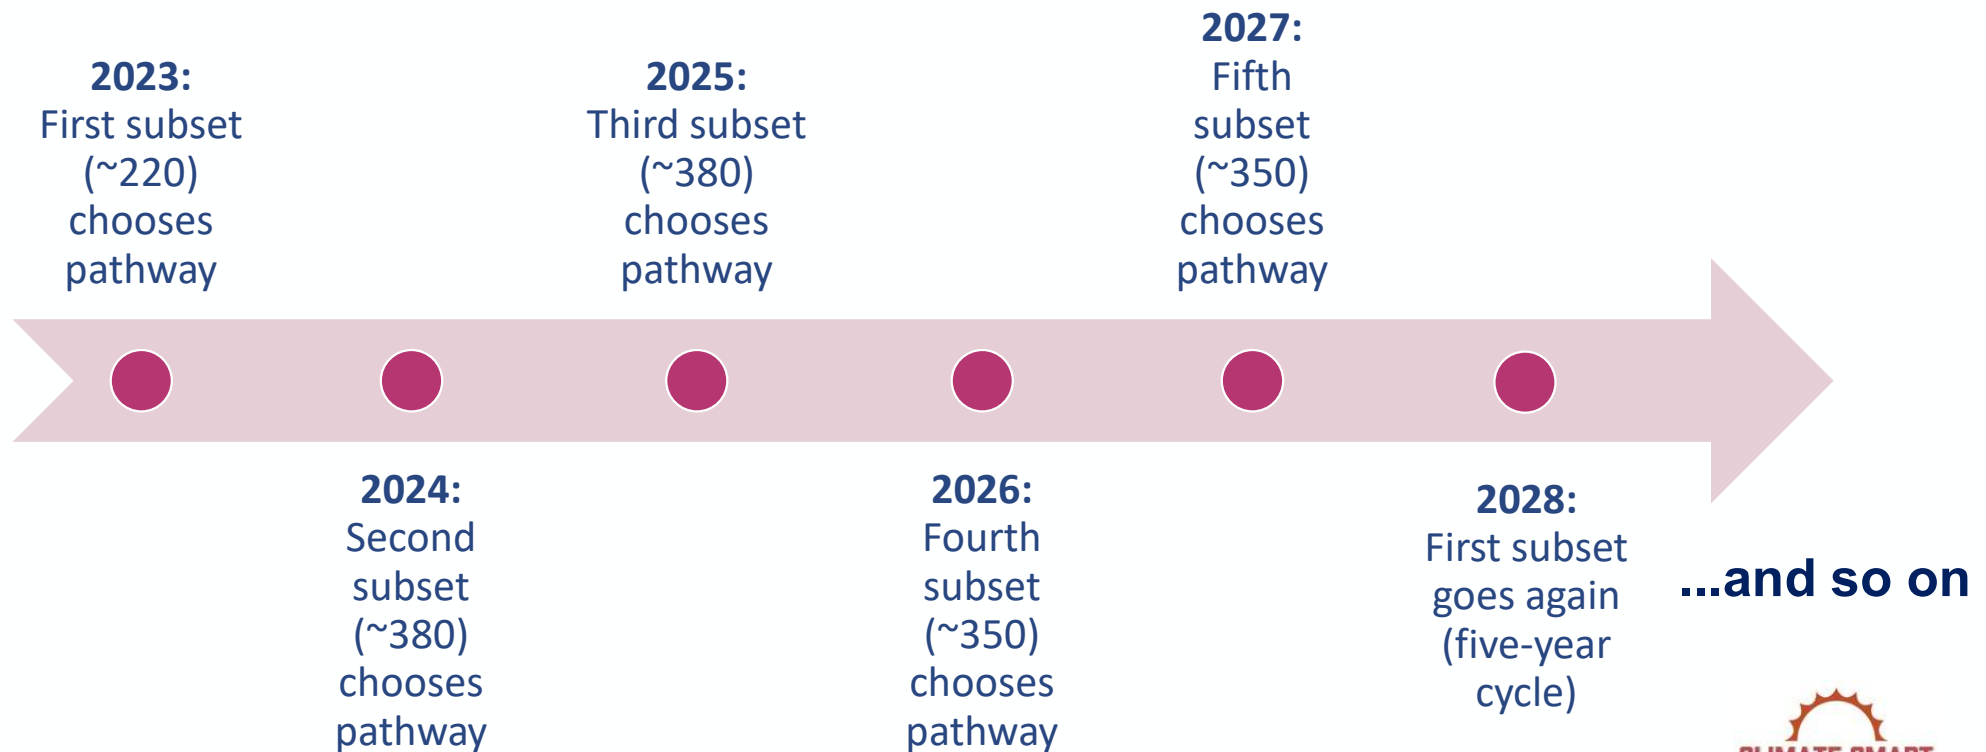 2023:
First subset
(~220)
chooses
pathway
2024:
Second
subset
(~380)
chooses
pathway
2025:
Third subset
(~380)
chooses
pathway
2026:
Fourth
subset
(~350)
chooses
pathway
2027:
Fifth
subset
(~350)
chooses
pathway
2028:
First subset
goes again
(five-year
cycle)
...and so on
CLIMATE SMART